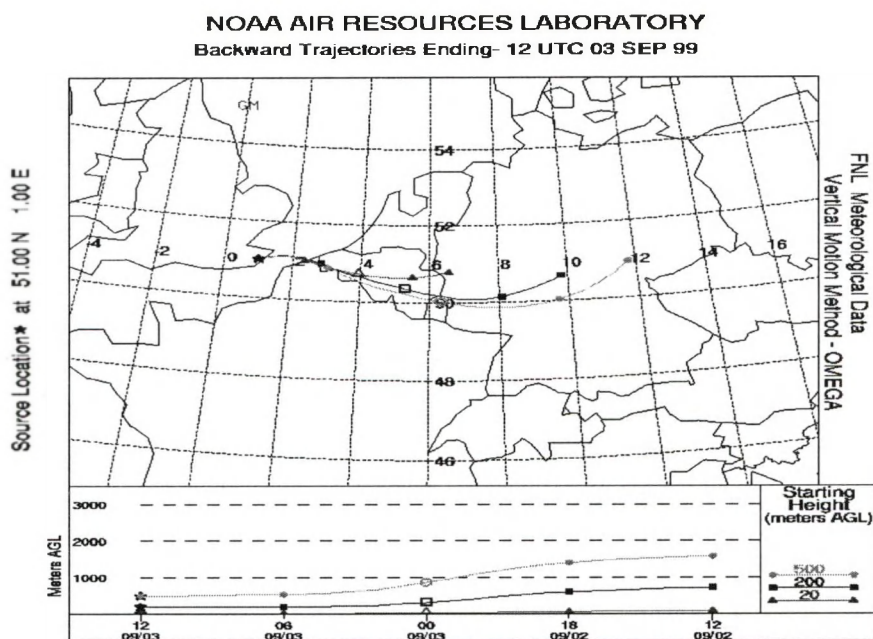 NOAA AIR RESOURCES LABORATORY
Backward Trajectories Ending- 12 UTC 03 SEP 99
Source Location★ at 51.00 N 1.00 E
GM
54
52
-4 -2 0 2 4 6 8 10 12 14 16
50
48
46
FNL Meteorological Data
Vertical Motion Method - OMEGA
Meters AGL
3000
2000
1000
Starting
Height
(meters AGL)
500
200
20
12 06 00 18 12
09/03 09/03 09/03 09/02 09/02